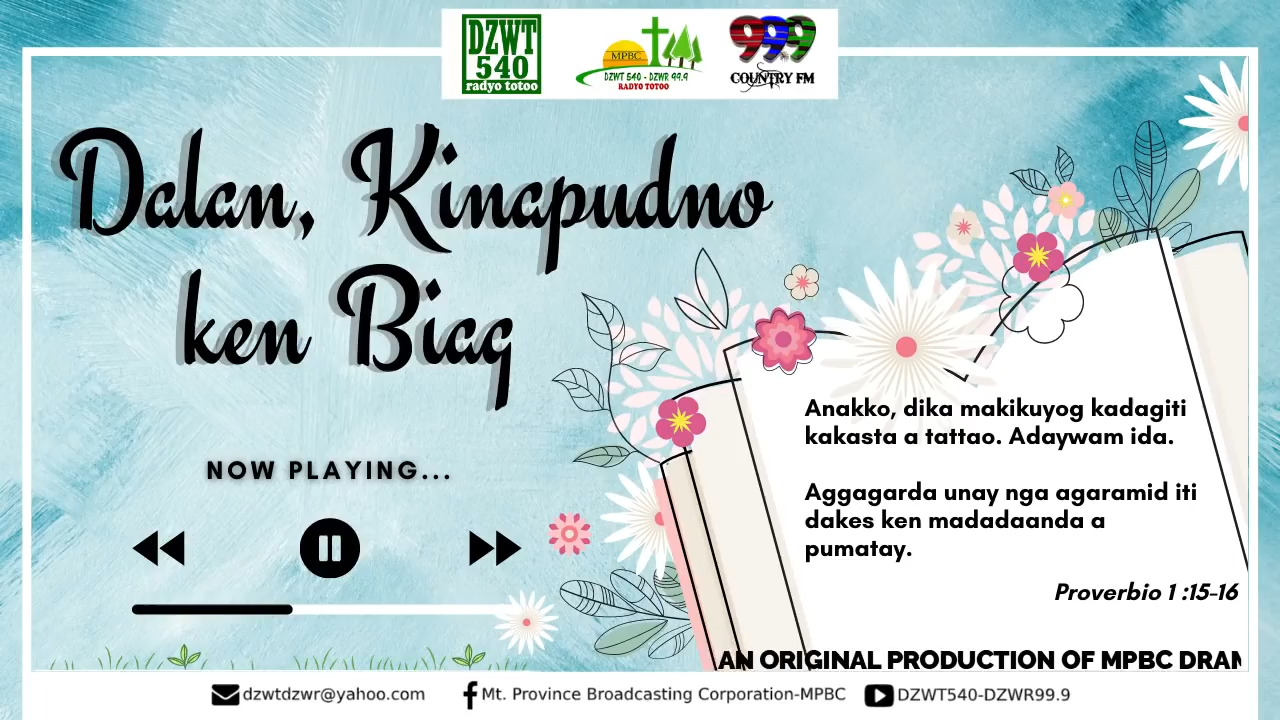 DZWT
540
radyo totoo
MPBC
DZWT 540 - DZWR 99.9
RADYO TOTOO
999
COUNTRY FM
Dalan, Kinapudno
ken Biag
NOW PLAYING...
Anakko, dika makikuyog kadagiti
kakasta a tattao. Adaywam ida.
Aggagarda unay nga agaramid iti
dakes ken madadaanda a
pumatay.
Proverbio 1 :15-16
AN ORIGINAL PRODUCTION OF MPBC
dzwtdzwr@yahoo.com
Mt. Province Broadcasting Corporation-MPBC
DZWT540-DZWR99.9